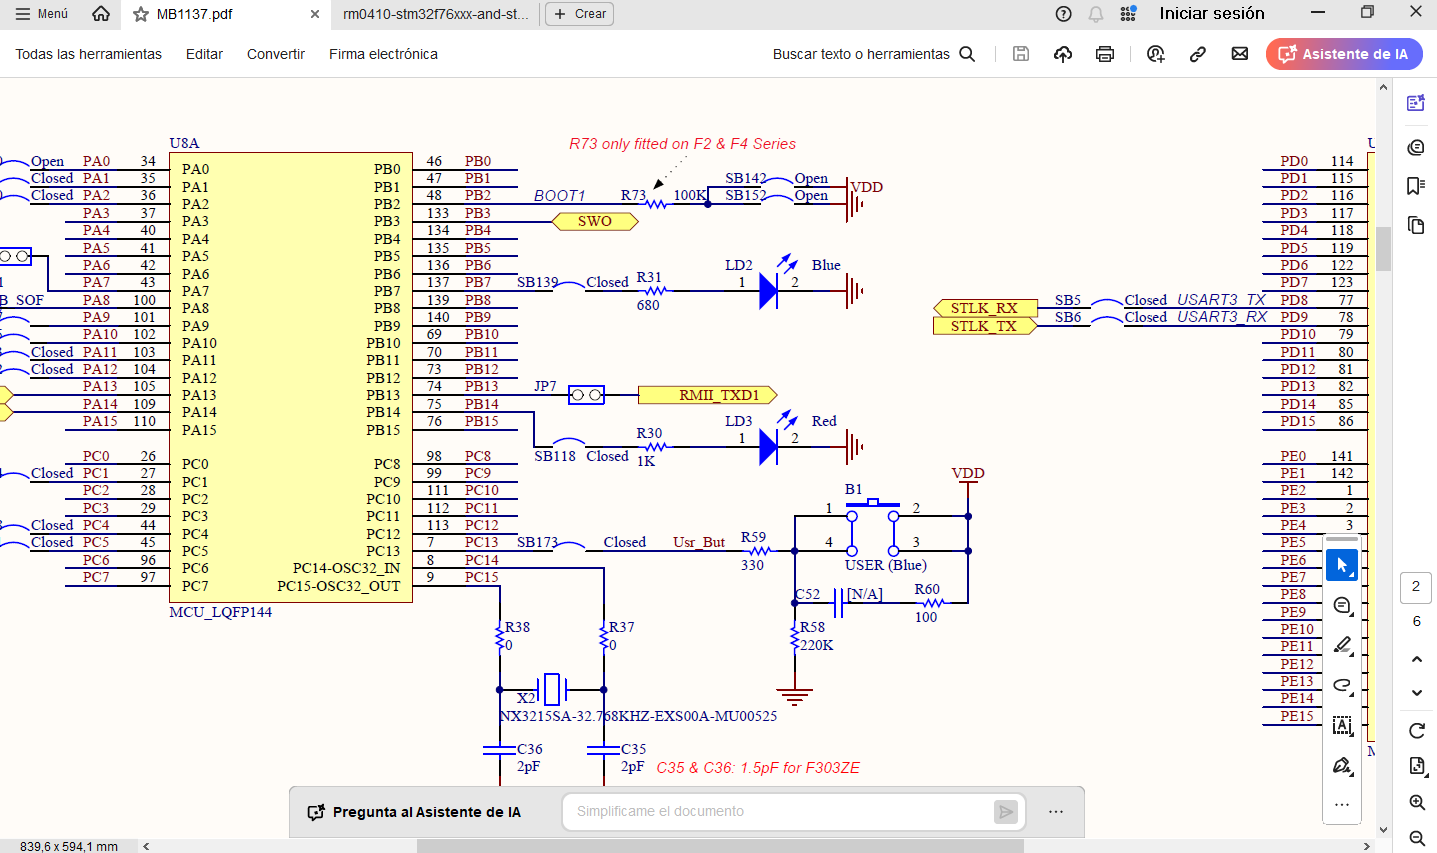 Menú
MB1137.pdf
rm0410-stm32f76xxx-and-st...
Crear
Iniciar sesión
Todas las herramientas Editar Convertir Firma electrónica
Buscar texto o herramientas
Asistente de IA
U8A
Open PA0 34 PA0
Closed PA1 35 PA1
Closed PA2 36 PA2
PA3 37 PA3
PA4 40 PA4
PA5 41 PA5
PA6 42 PA6
PA7 43 PA7
B_SOF PA8 100 PA8
PA9 101 PA9
PA10 102 PA10
Closed PA11 103 PA11
Closed PA12 104 PA12
PA13 105 PA13
PA14 109 PA14
PA15 110 PA15
PC0 26 PC0
Closed PC1 27 PC1
PC2 28 PC2
PC3 29 PC3
Closed PC4 44 PC4
Closed PC5 45 PC5
PC6 96 PC6
PC7 97 PC7
MCU_LQFP144
PB0 46 PB0
PB1 47 PB1
PB2 48 PB2
PB3 133 PB3
PB4 134 PB4
PB5 135 PB5
PB6 136 PB6
PB7 137 PB7
PB8 139 PB8
PB9 140 PB9
PB10 69 PB10
PB11 70 PB11
PB12 73 PB12
PB13 74 PB13
PB14 75 PB14
PB15 76 PB15
PC8 98 PC8
PC9 99 PC9
PC10 111 PC10
PC11 112 PC11
PC12 113 PC12
PC13 7 PC13
PC14-OSC32_IN 8 PC14
PC15-OSC32_OUT 9 PC15
R73 only fitted on F2 & F4 Series
BOOT1 R73 100K
SB142 Open
SB152 Open
VDD
SWO
SB139 Closed R31
680
LD2 Blue
1 2
JP7
RMII_TXD1
SB118 Closed R30
1K
LD3 Red
1 2
SB173 Closed Usr_But R59
330
VDD
B1
1 2
4 3
USER (Blue)
C52 [N/A] R60
100
R58
220K
R38
0
R37
0
X2
NX3215SA-32.768KHZ-EXS00A-MU00525
C36
2pF
C35
2pF
C35 & C36: 1.5pF for F303ZE
STLK_RX SB5 Closed USART3_TX
STLK_TX SB6 Closed USART3_RX
PD0 114
PD1 115
PD2 116
PD3 117
PD4 118
PD5 119
PD6 122
PD7 123
PD8 77
PD9 78
PD10 79
PD11 80
PD12 81
PD13 82
PD14 85
PD15 86
PE0 141
PE1 142
PE2 1
PE3 2
PE4 3
PE5
PE6
PE7
PE8
PE9
PE10
PE11
PE12
PE13
PE14
PE15
2
6
Pregunta al Asistente de IA
Simplificame el documento
839,6 x 594,1 mm